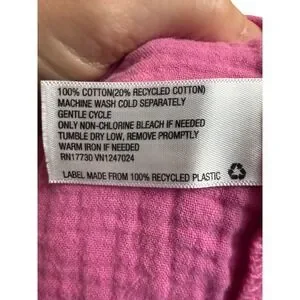 100% COTTON(20% RECYCLED COTTON)
MACHINE WASH COLD SEPARATELY
GENTLE CYCLE
ONLY NON-CHLORINE BLEACH IF NEEDED
TUMBLE DRY LOW, REMOVE PROMPTLY
WARM IRON IF NEEDED
RN17730 VN1247024
LABEL MADE FROM 100% RECYCLED PLASTIC